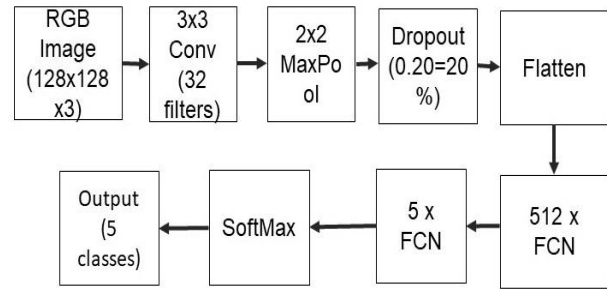 RGB
Image
(128x128
x3)
3x3
Conv
(32
filters)
2x2
MaxPo
ol
Dropout
(0.20=20
%)
Flatten
512 x
FCN
5 x
FCN
SoftMax
Output
(5
classes)